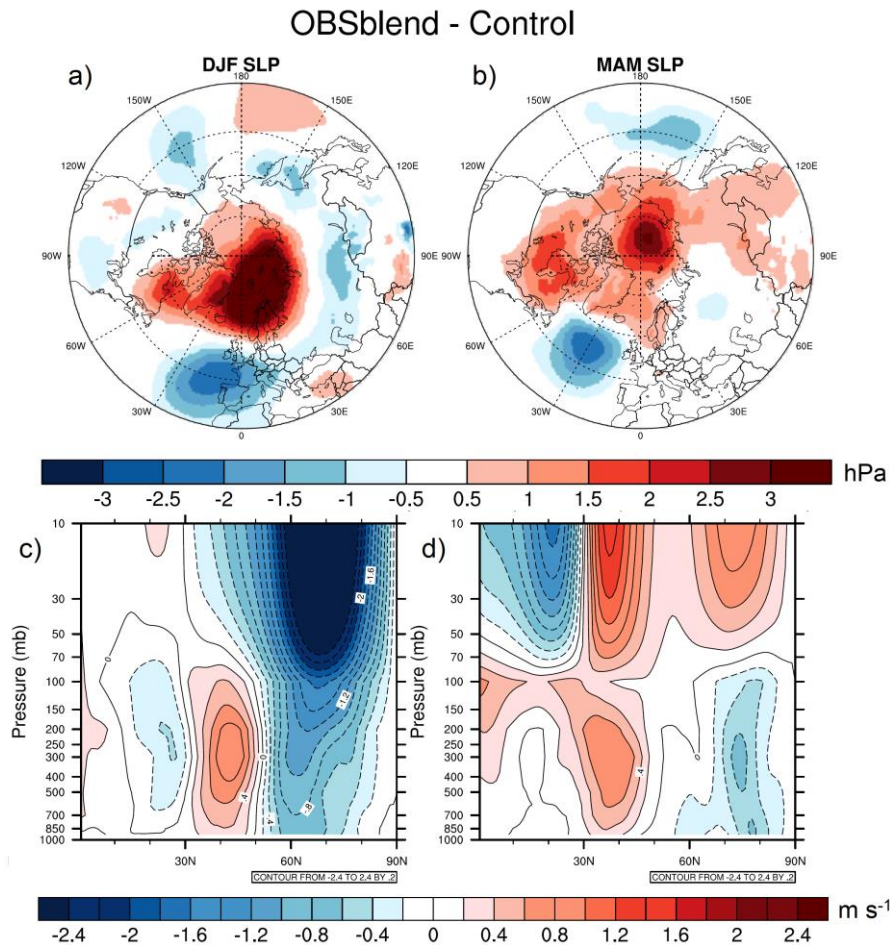 OBSblend - Control
a) DJF SLP
b) MAM SLP
180
180
150W
150E
150W
150E
120W
120E
120W
120E
90W
90E
90W
90E
60W
60E
60W
60E
30W
30E
30W
30E
0
0
-3 -2.5 -2 -1.5 -1 -0.5 0.5 1 1.5 2 2.5 3 hPa
c)
d)
Pressure (mb)
10
30
50
70
100
150
200
250
300
400
500
700
850
1000
-1.6
-2
0
-1.2
0
.4
-.8
.4
30N 60N 90N
CONTOUR FROM -2.4 TO 2.4 BY .2
Pressure (mb)
10
30
50
70
100
150
200
250
300
400
500
700
850
1000
0
.4
30N 60N 90N
CONTOUR FROM -2.4 TO 2.4 BY .2
-2.4 -2 -1.6 -1.2 -0.8 -0.4 0 0.4 0.8 1.2 1.6 2 2.4 m s-1